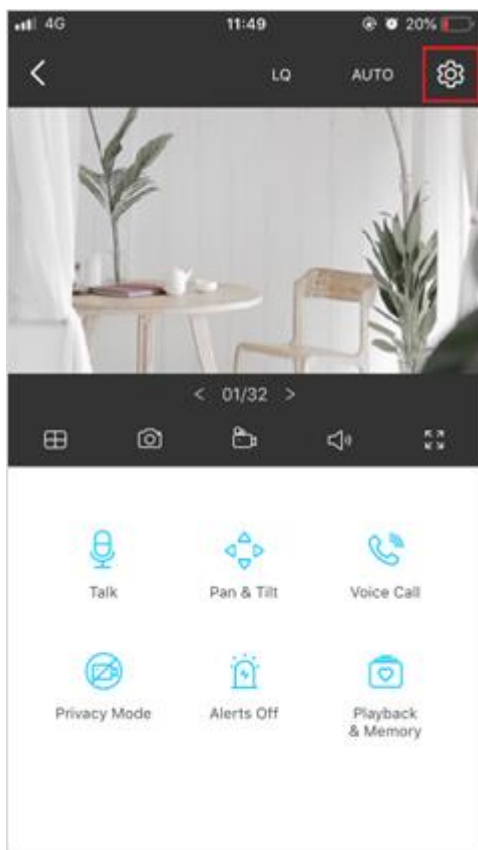 4G 11:49 20%
LQ AUTO
< 01/32 >
Talk Pan & Tilt Voice Call
Privacy Mode Alerts Off Playback
& Memory